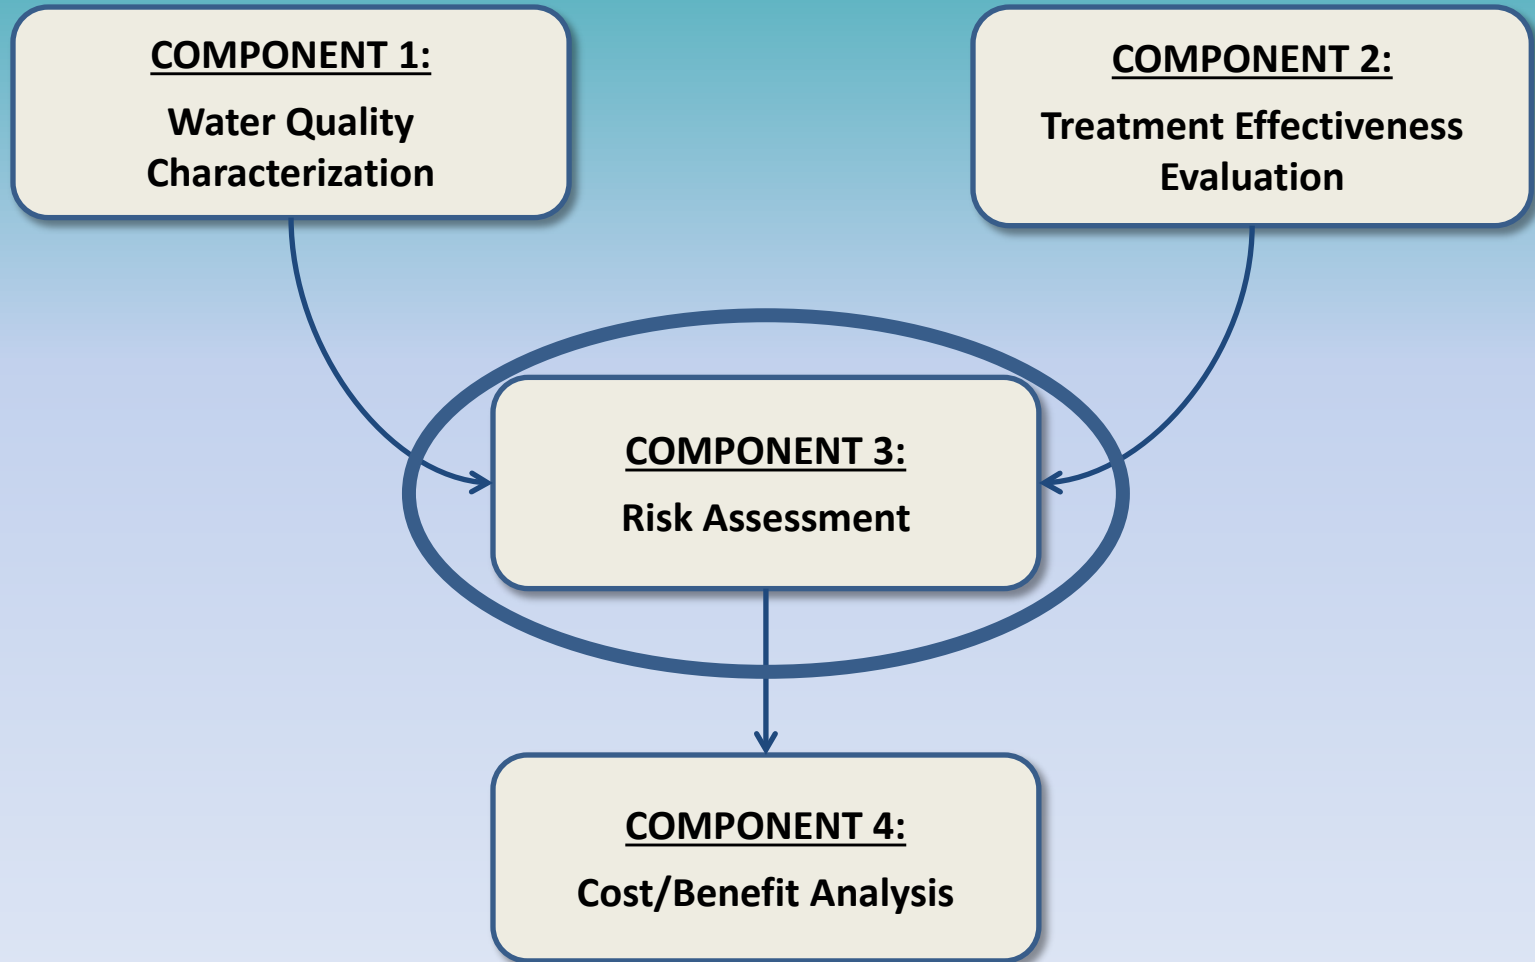 COMPONENT 1:
Water Quality
Characterization
COMPONENT 2:
Treatment Effectiveness
Evaluation
COMPONENT 3:
Risk Assessment
COMPONENT 4:
Cost/Benefit Analysis